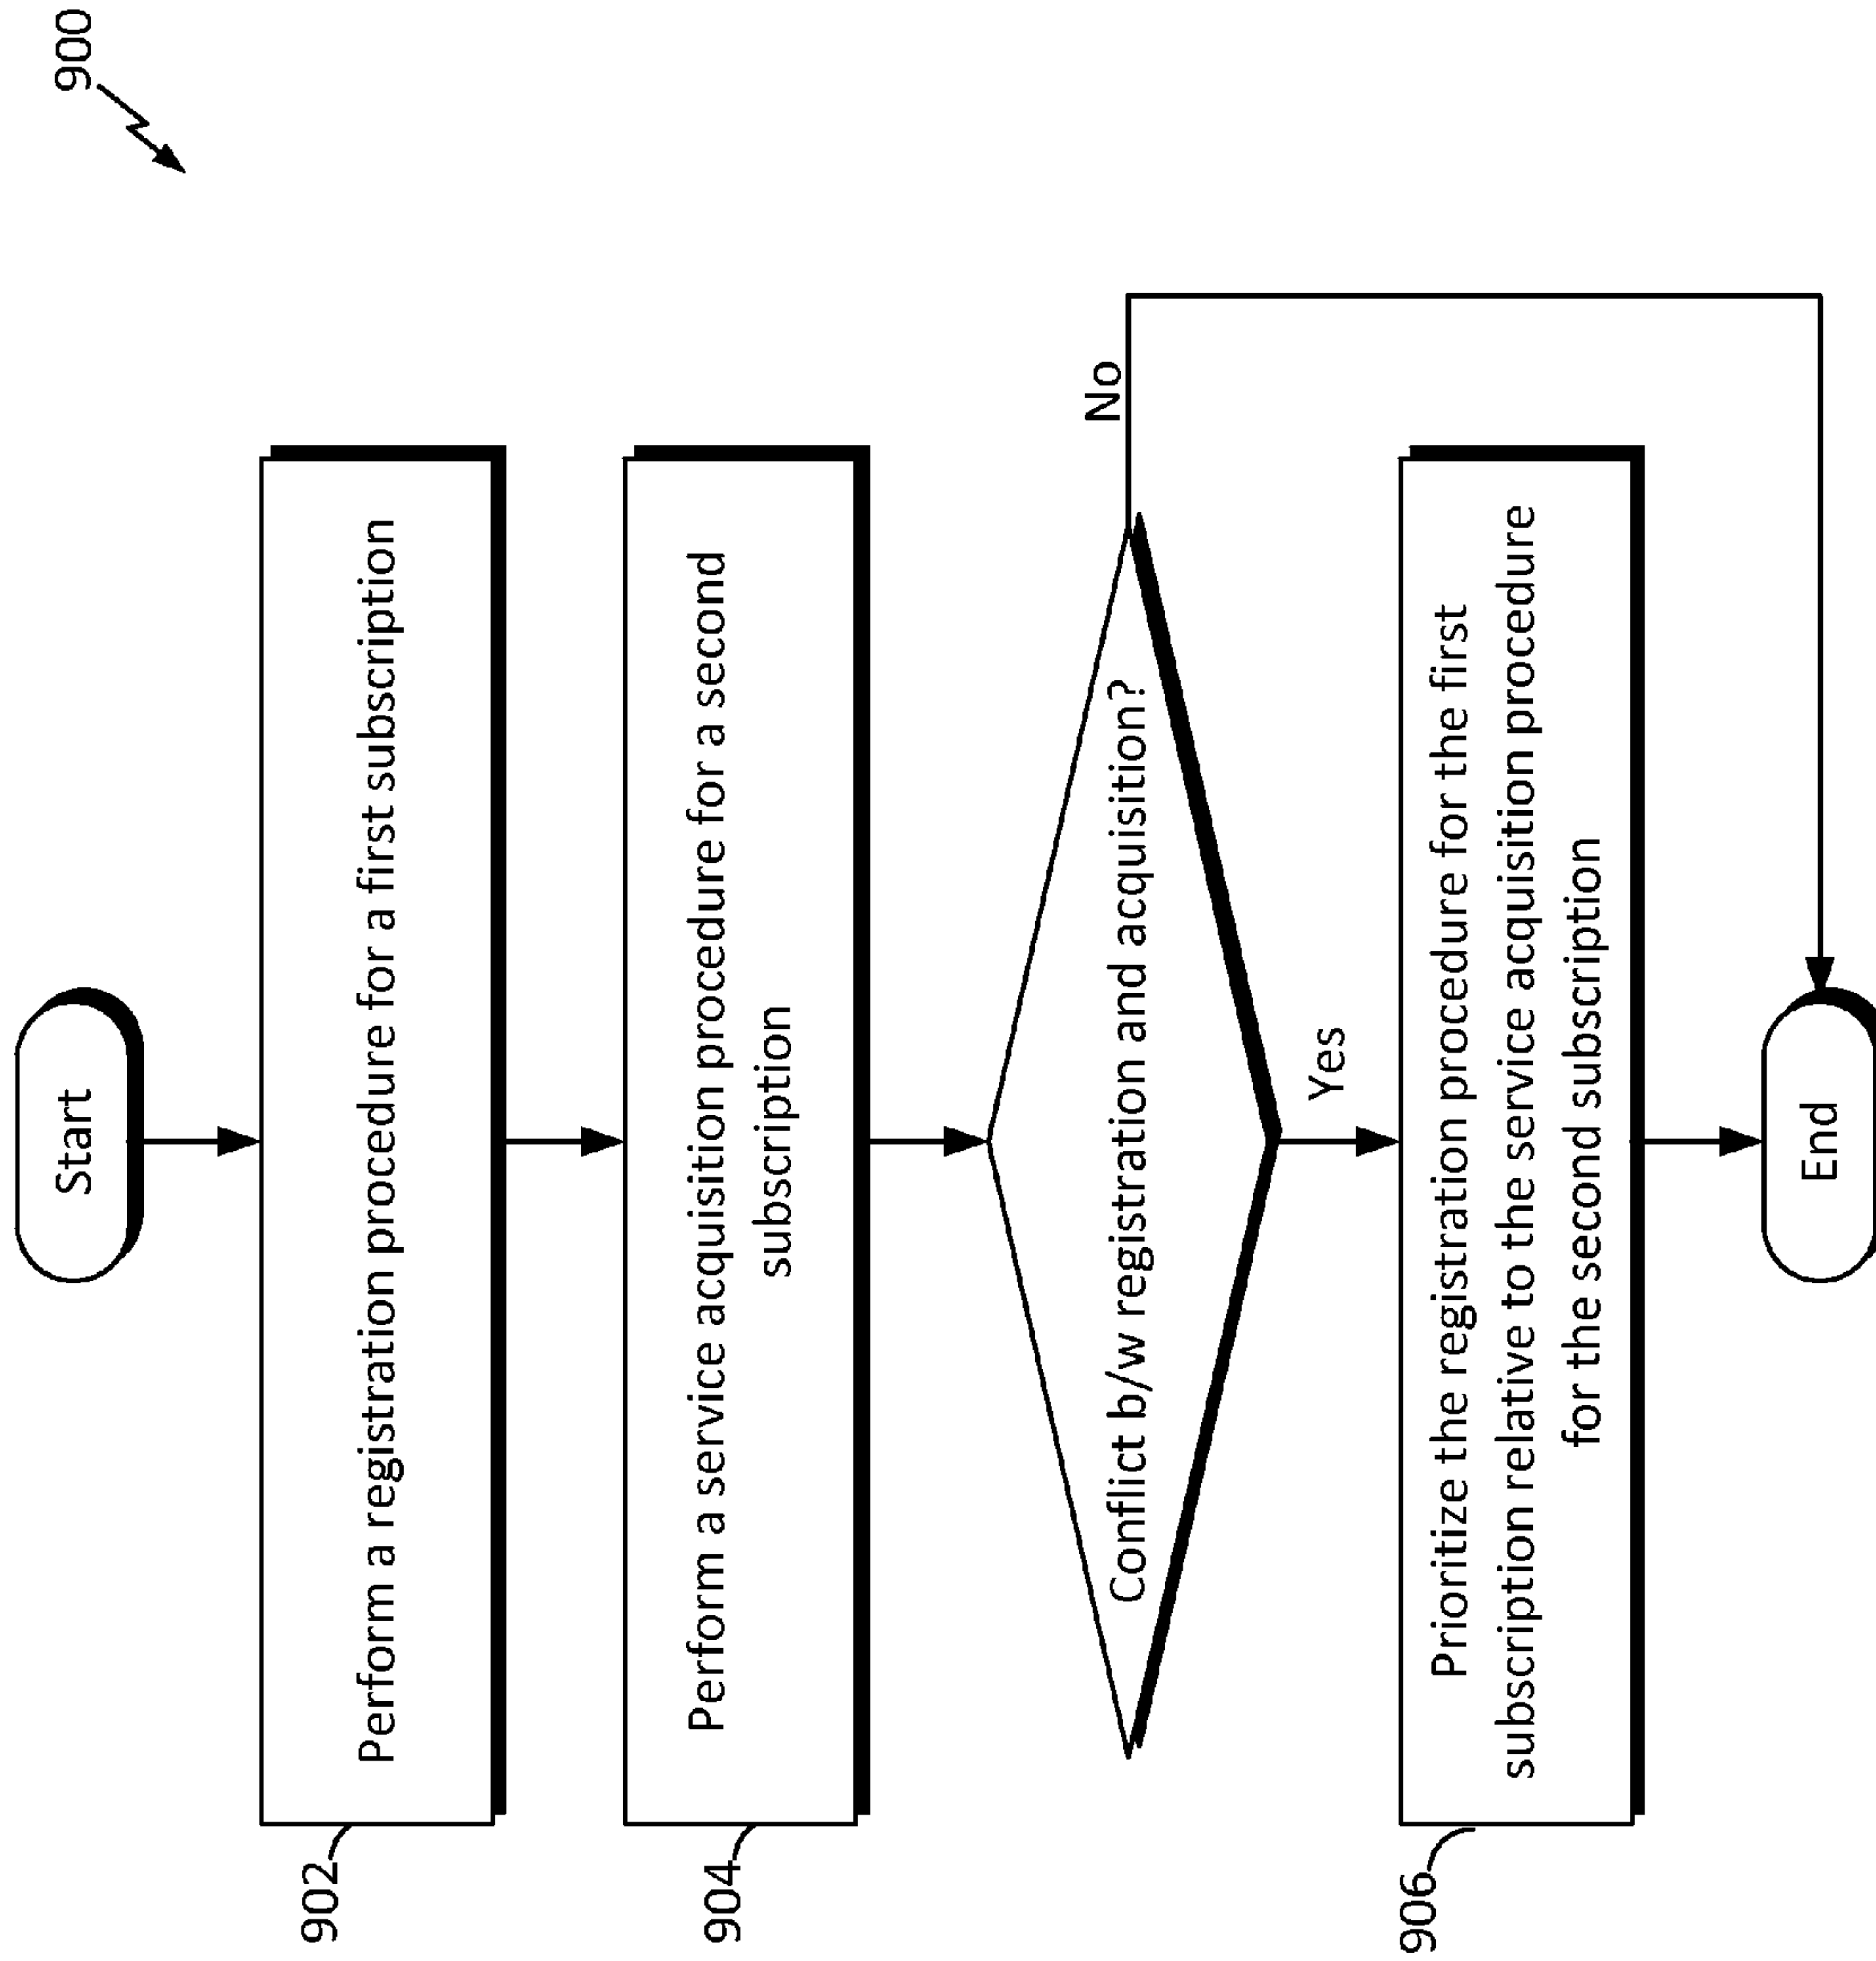 900
Start
902
Perform a registration procedure for a first subscription
904
Perform a service acquisition procedure for a second
subscription
Conflict b/w registration and acquisition?
No
Yes
906
Prioritize the registration procedure for the first
subscription relative to the service acquisition procedure
for the second subscription
End